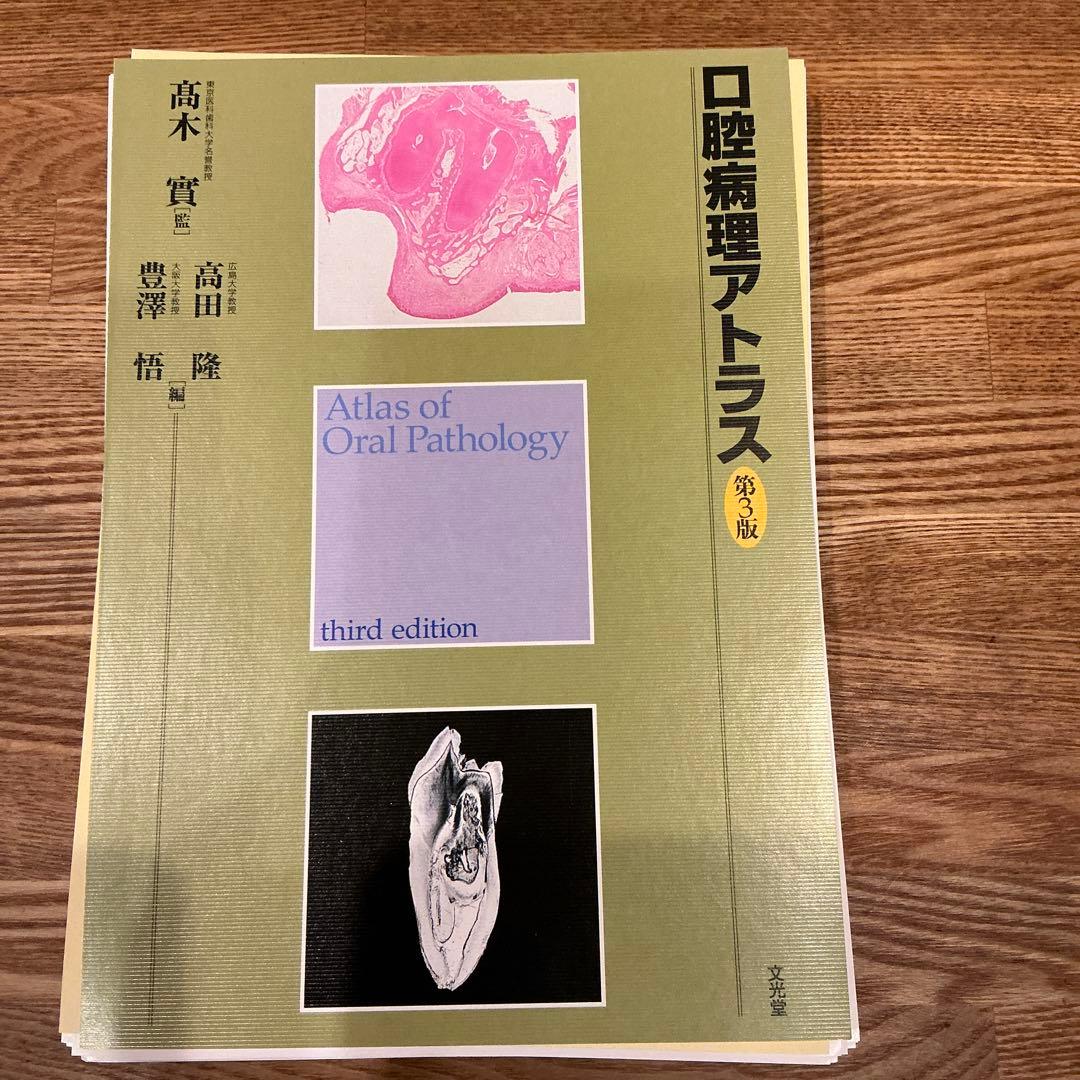 口腔病理アトラス
第3版
文光堂
Atlas of
Oral Pathology
third edition
東京医科歯科大学名誉教授
髙木 實[監]
広島大学教授
高田 隆
大阪大学教授
豊澤 悟
[編]